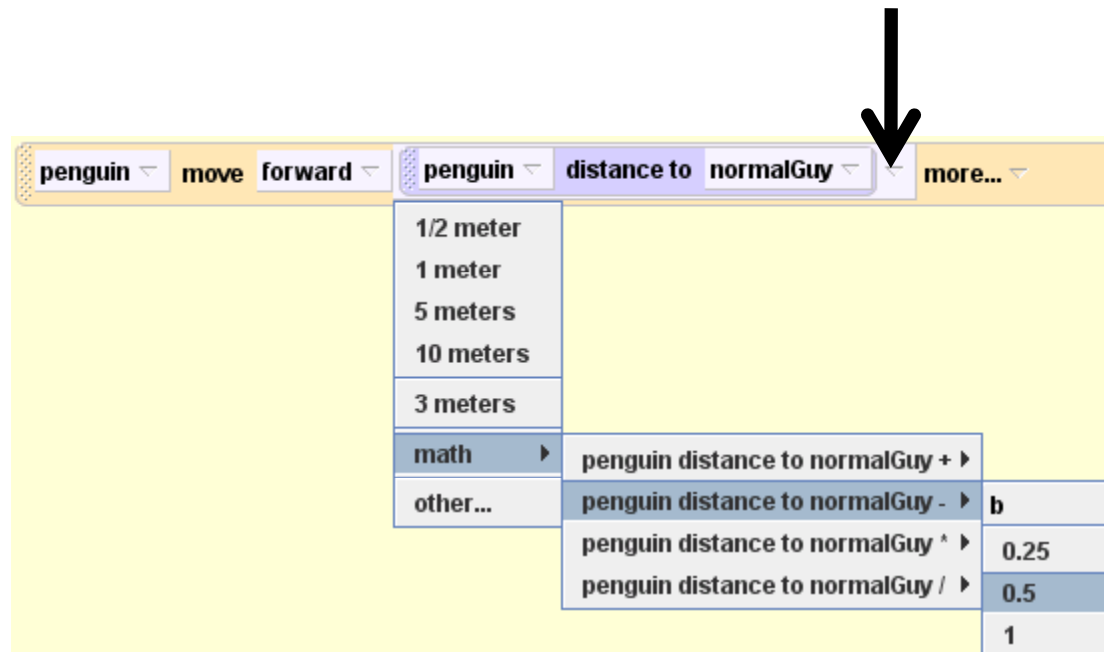 penguin move forward penguin distance to normalGuy more...
1/2 meter
1 meter
5 meters
10 meters
3 meters
math
other...
penguin distance to normalGuy +
penguin distance to normalGuy -
penguin distance to normalGuy *
penguin distance to normalGuy /
b
0.25
0.5
1